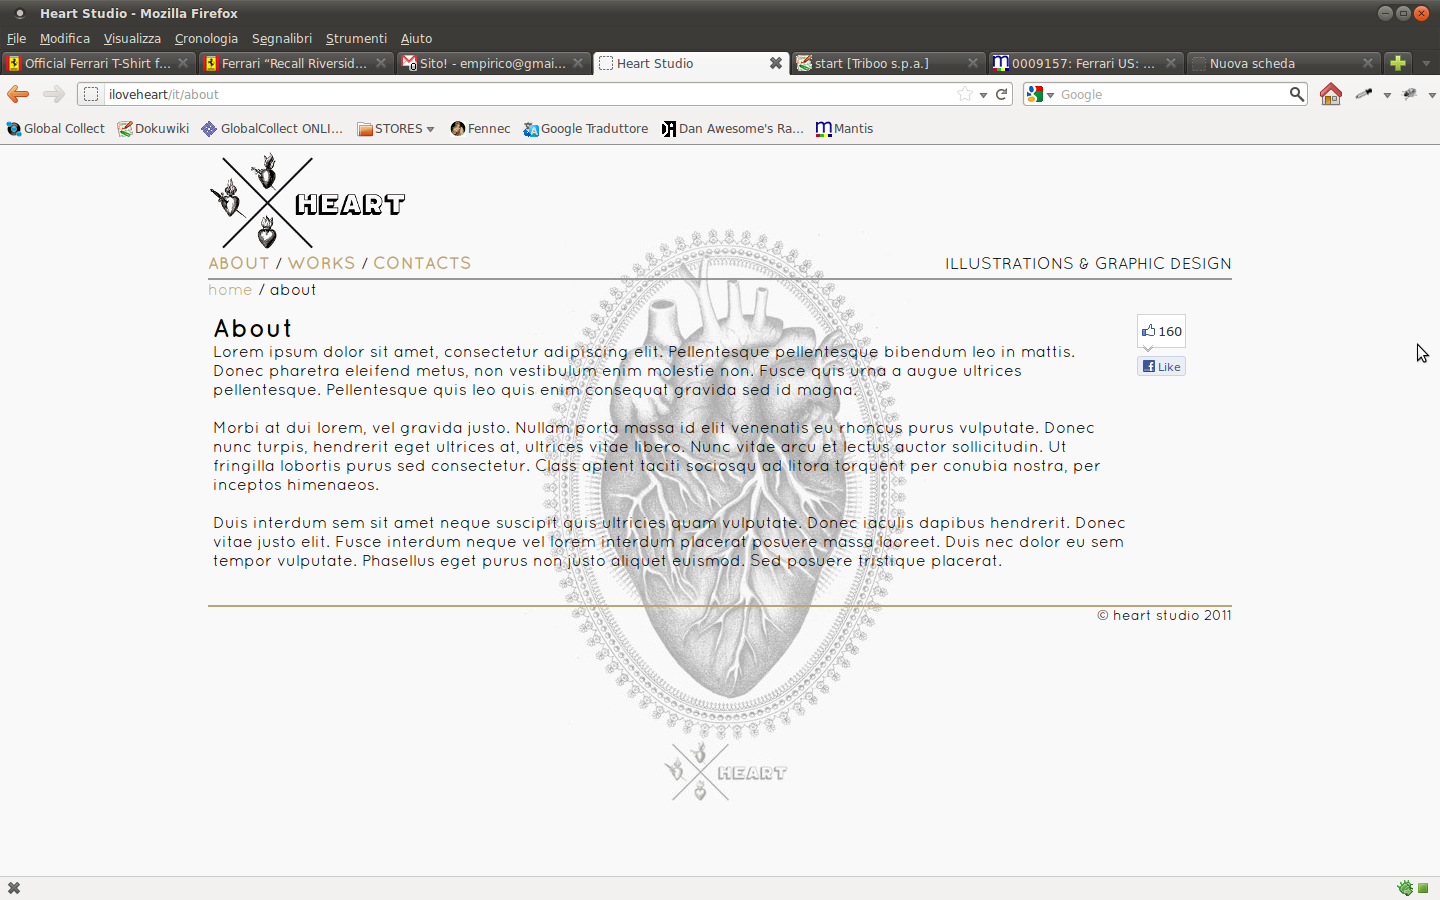 Heart Studio - Mozilla Firefox
File Modifica Visualizza Cronologia Segnalibri Strumenti Aiuto
Official Ferrari T-Shirt f... Ferrari “Recall Riversid... Sito! - empirico@gmai... Heart Studio start [Triboo s.p.a.] 0009157: Ferrari US: ... Nuova scheda
iloveheart/it/about Google
Global Collect Dokuwiki GlobalCollect ONLI... STORES Fennec Google Traduttore Dan Awesome's Ra... Mantis
HEART
ABOUT / WORKS / CONTACTS ILLUSTRATIONS & GRAPHIC DESIGN
home / about
About
160
Like
Lorem ipsum dolor sit amet, consectetur adipiscing elit. Pellentesque pellentesque bibendum leo in mattis.
Donec pharetra eleifend metus, non vestibulum enim molestie non. Fusce quis urna a augue ultrices
pellentesque. Pellentesque quis leo quis enim consequat gravida sed id magna.
Morbi at dui lorem, vel gravida justo. Nullam porta massa id elit venenatis eu rhoncus purus vulputate. Donec
nunc turpis, hendrerit eget ultrices at, ultrices vitae libero. Nunc vitae arcu et lectus auctor sollicitudin. Ut
fringilla lobortis purus sed consectetur. Class aptent taciti sociosqu ad litora torquent per conubia nostra, per
inceptos himenaeos.
Duis interdum sem sit amet neque suscipit quis ultricies quam vulputate. Donec iaculis dapibus hendrerit. Donec
vitae justo elit. Fusce interdum neque vel lorem interdum placerat posuere massa laoreet. Duis nec dolor eu sem
tempor vulputate. Phasellus eget purus non justo aliquet euismod. Sed posuere tristique placerat.
© heart studio 2011
HEART